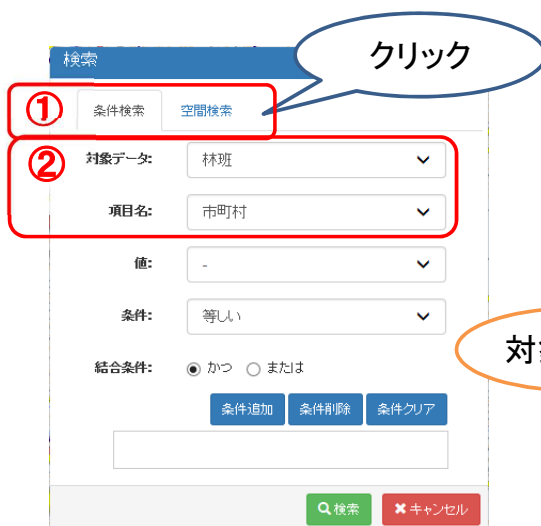 検索
クリック
① 条件検索 空間検索
② 対象データ: 林班
項目名: 市町村
値: -
条件: 等しい
対
結合条件: かつ または
条件追加 条件削除 条件クリア
検索 キャンセル